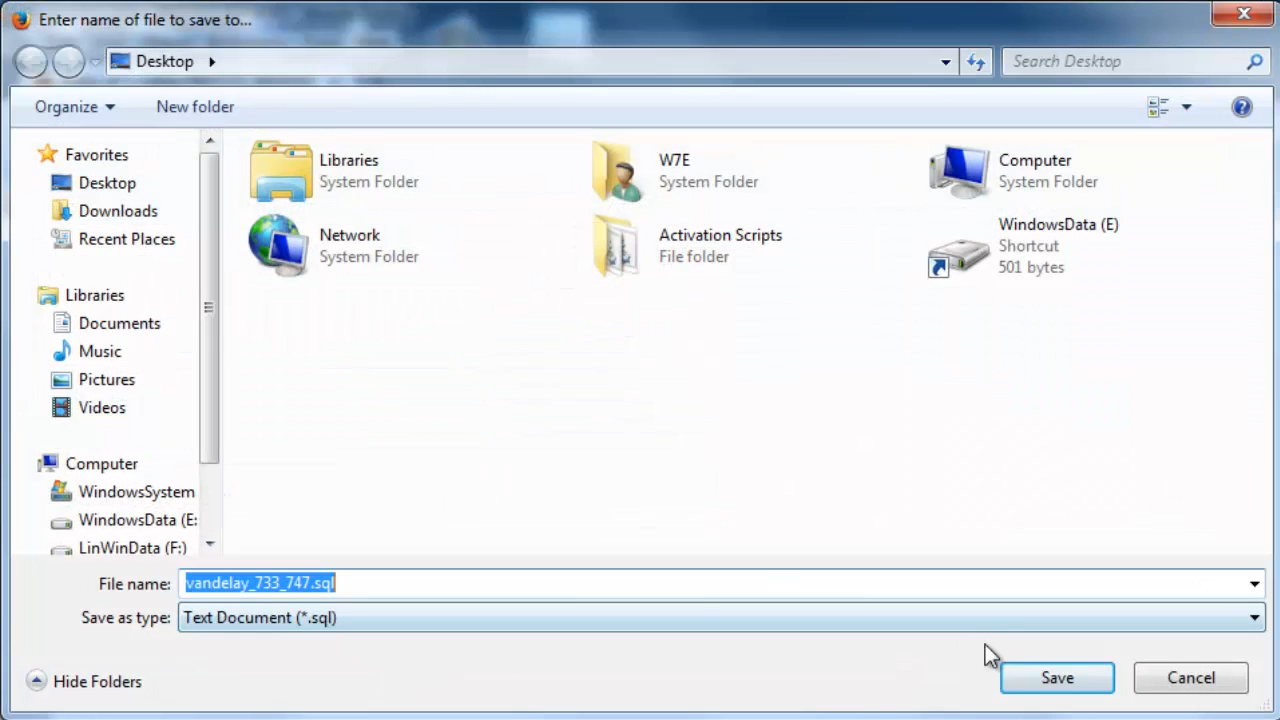 Enter name of file to save to...
Desktop
Search Desktop
Organize
New folder
Favorites
Desktop
Downloads
Recent Places
Libraries
Documents
Music
Pictures
Videos
Computer
WindowsSystem
WindowsData (E:
LinWinData (F:)
Libraries
System Folder
W7E
System Folder
Computer
System Folder
Network
System Folder
Activation Scripts
File folder
WindowsData (E)
Shortcut
501 bytes
File name: vandelay_733_747.sql
Save as type: Text Document (*.sql)
Hide Folders
Save
Cancel